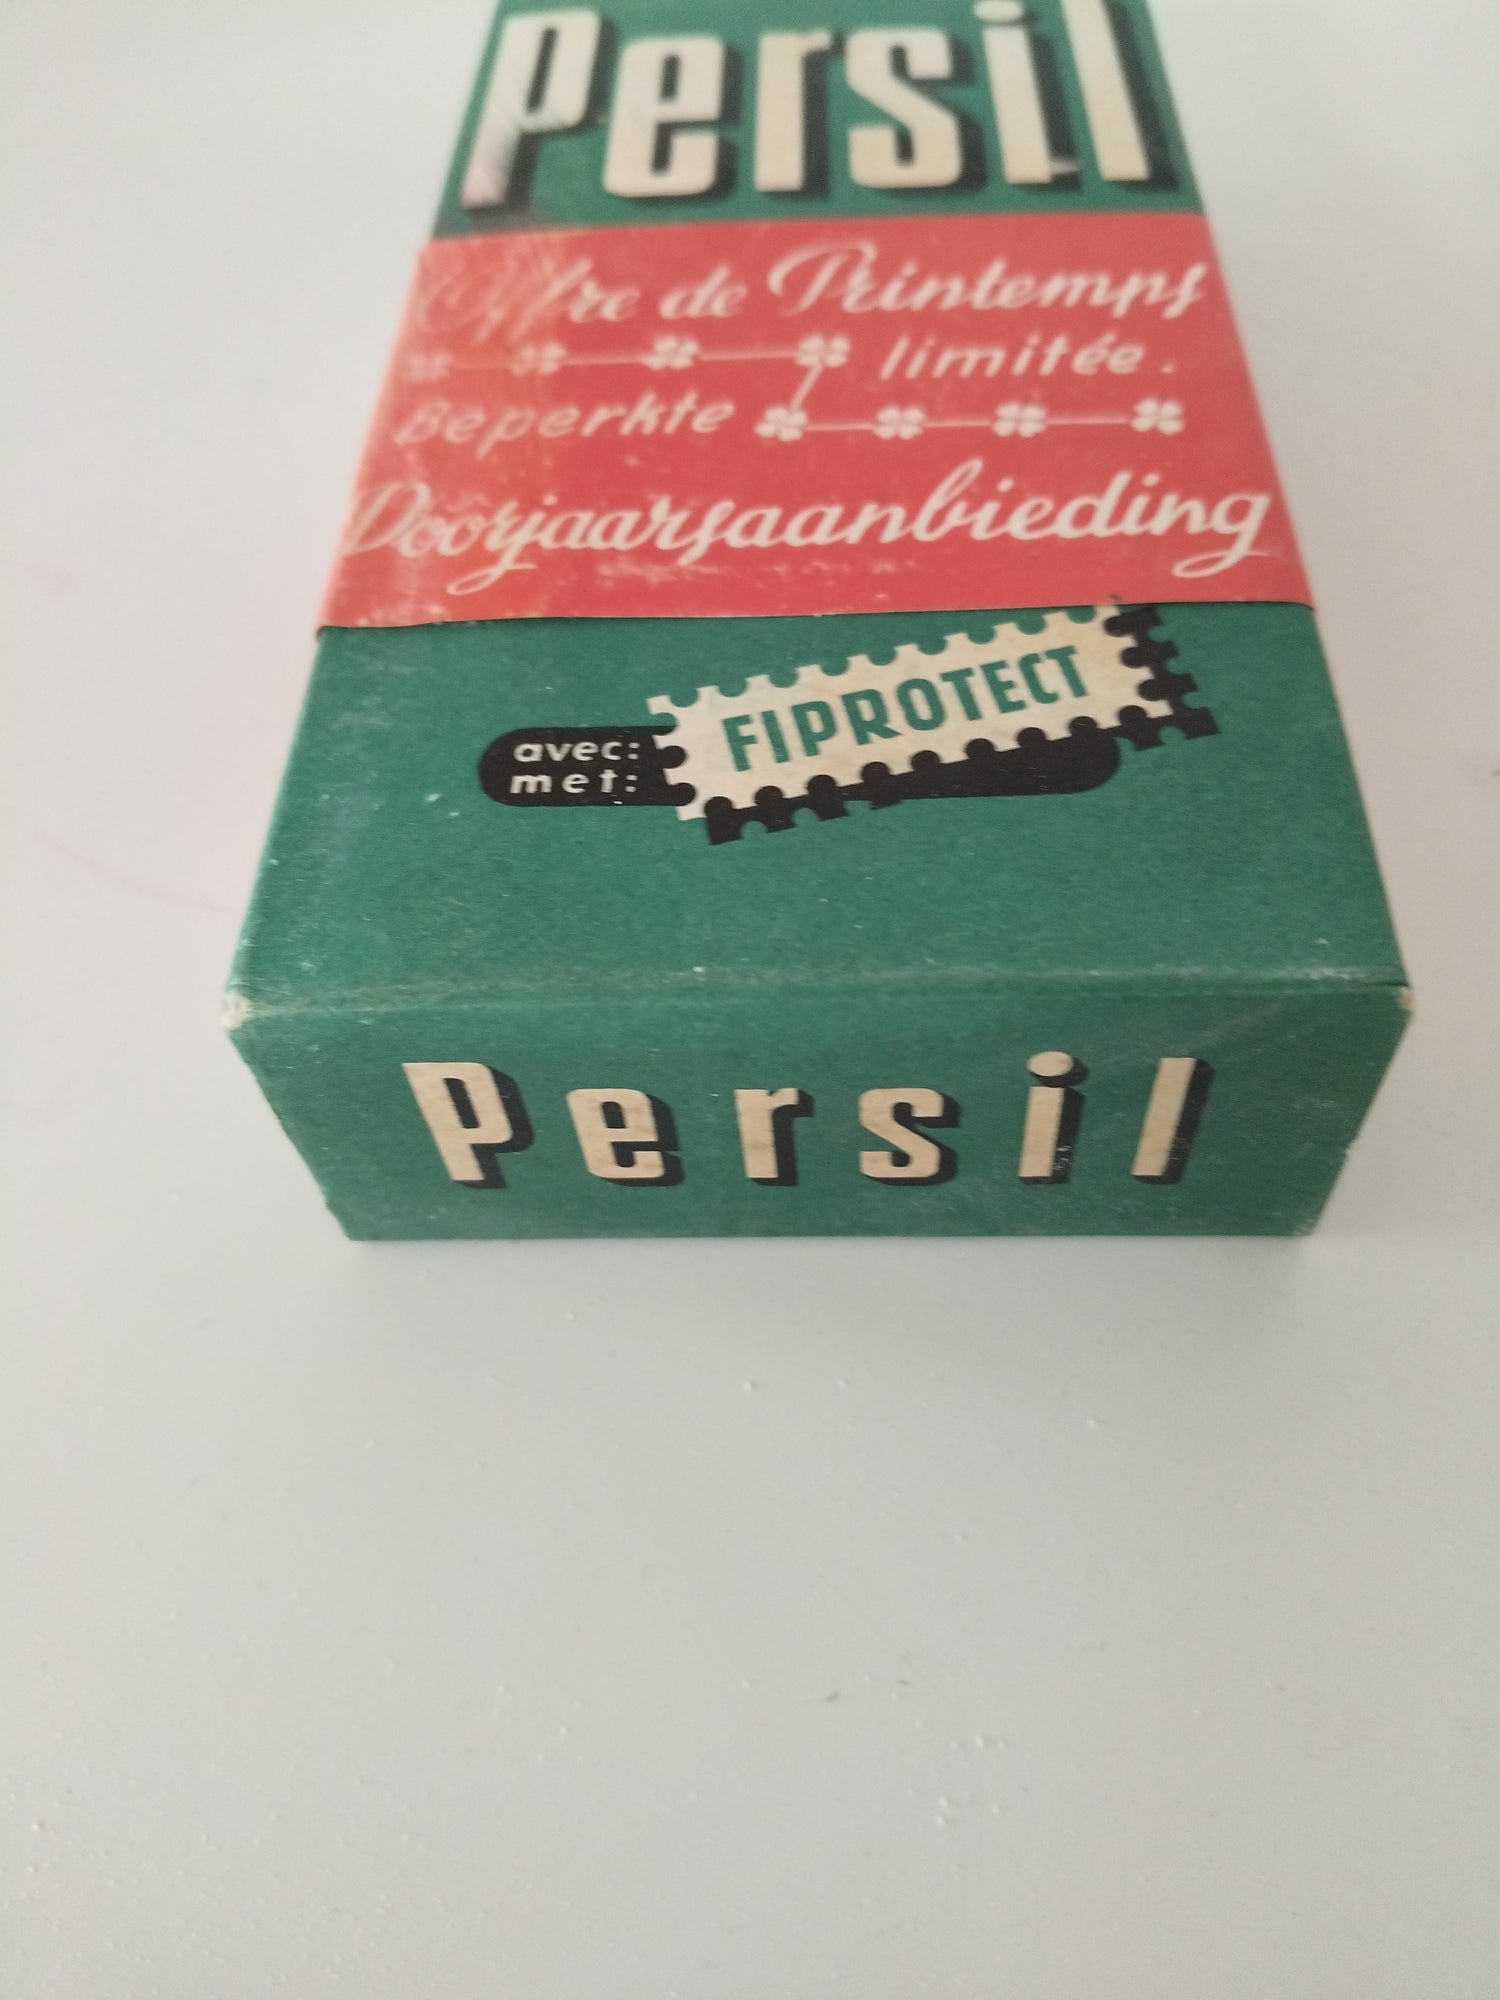 Persil
Offre de Printemps
limitée.
Beperkte
Voorjaarsaanbieding
avec:
met:
FIPROTECT
Persil